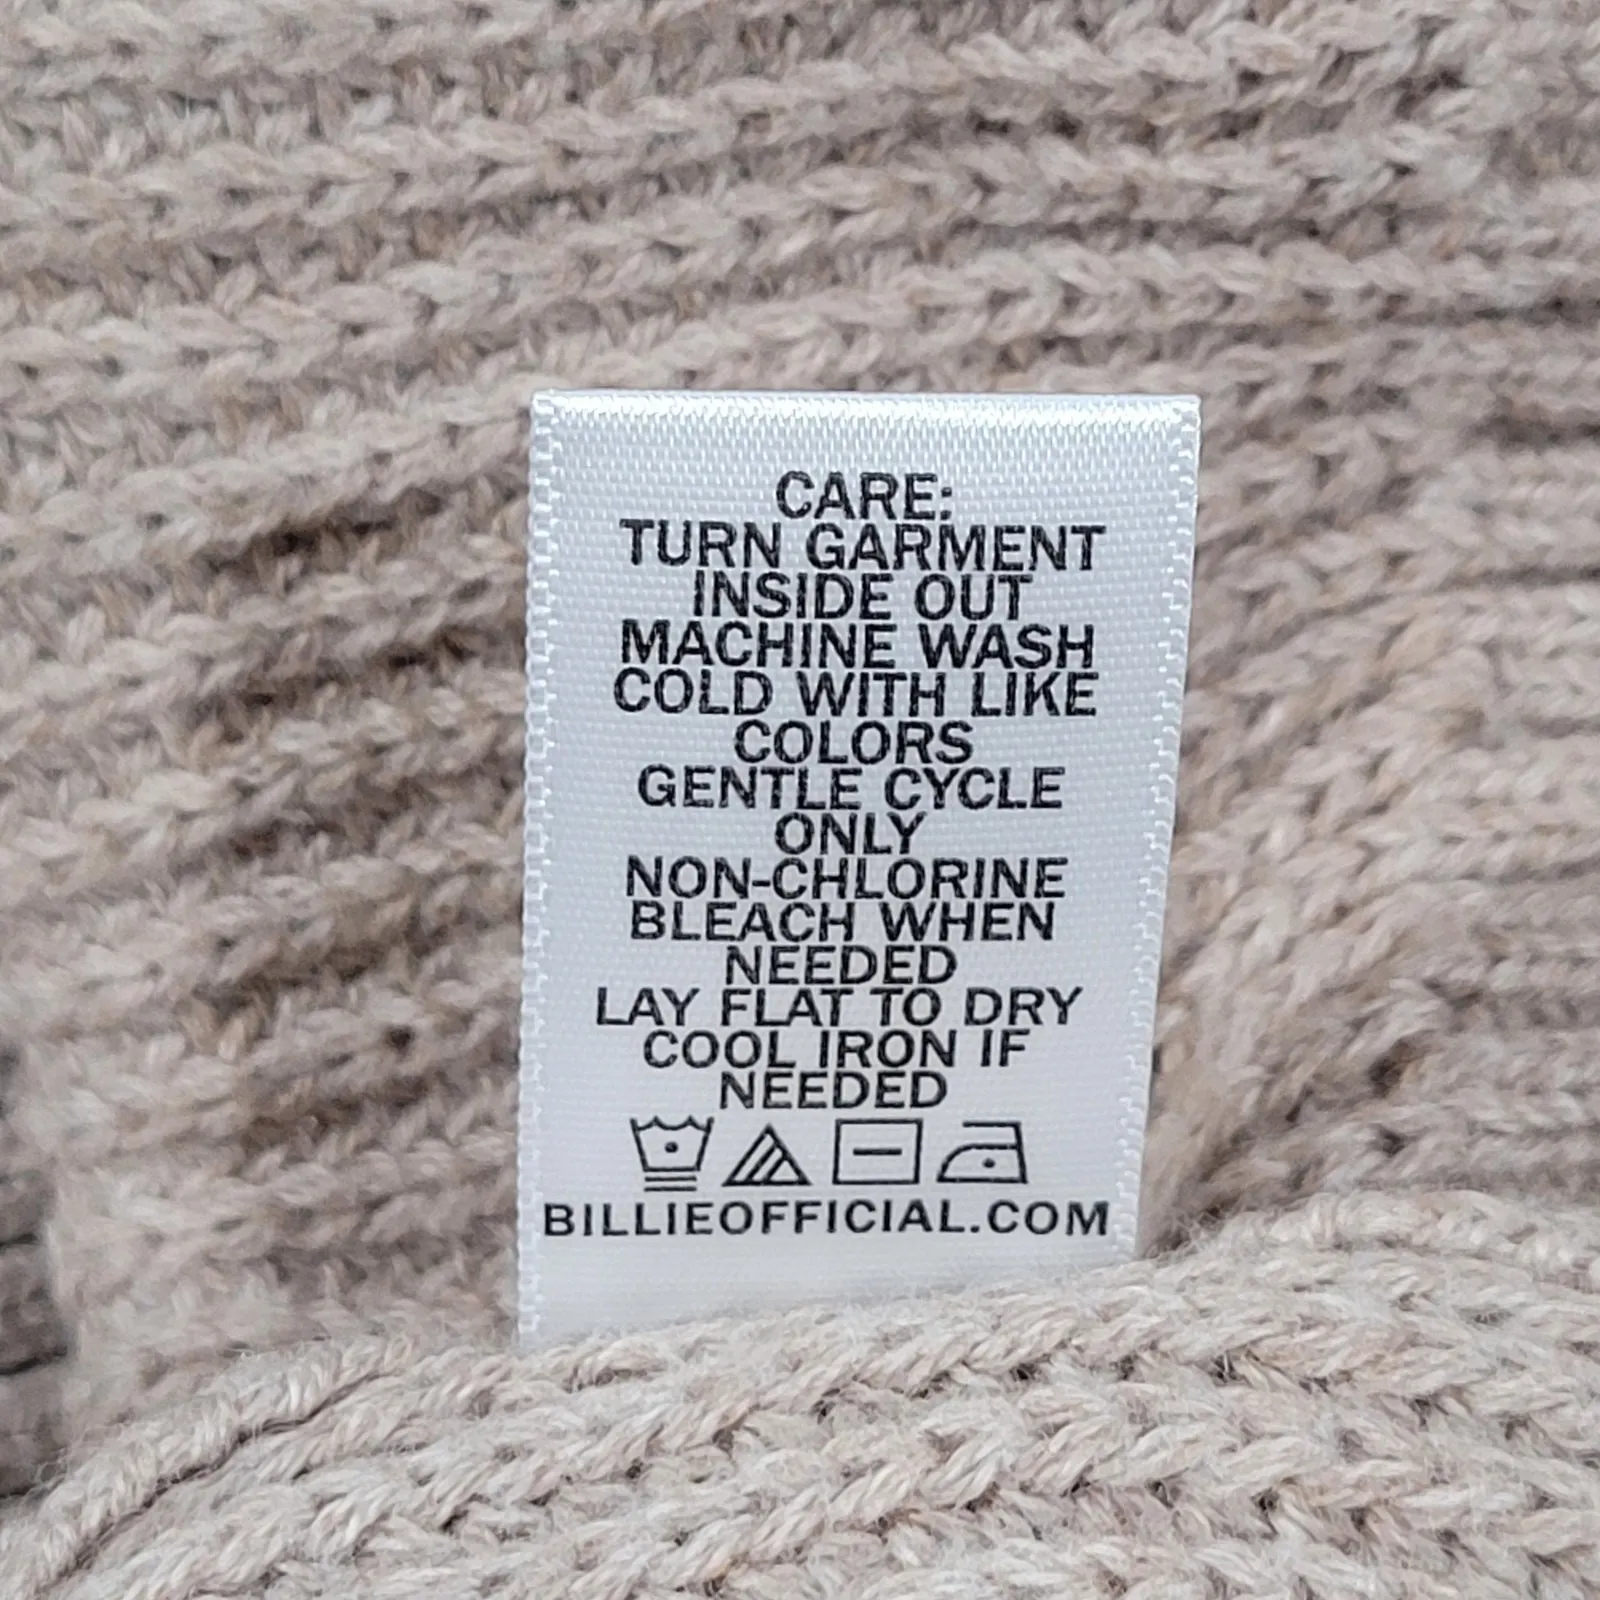 CARE:
TURN GARMENT
INSIDE OUT
MACHINE WASH
COLD WITH LIKE
COLORS
GENTLE CYCLE
ONLY
NON-CHLORINE
BLEACH WHEN
NEEDED
LAY FLAT TO DRY
COOL IRON IF
NEEDED
BILLIEOFFICIAL.COM